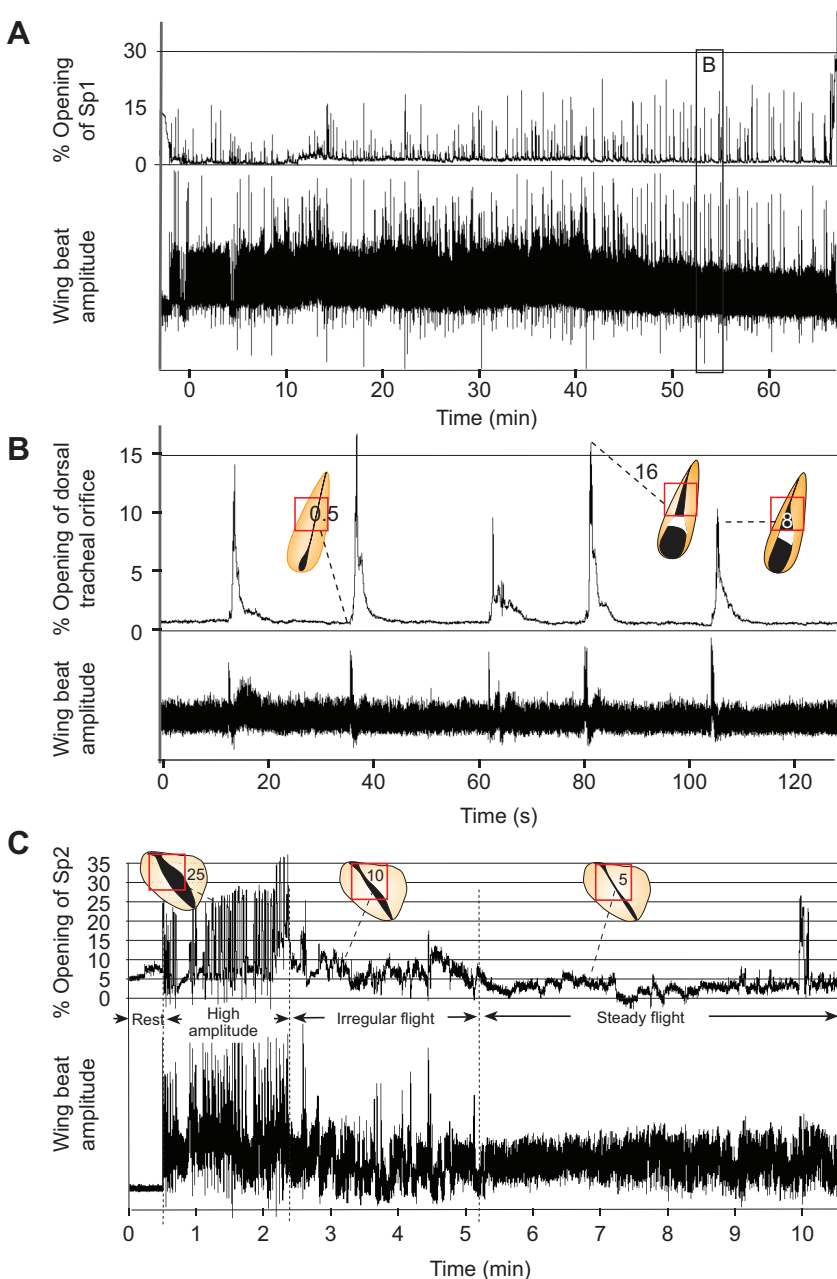 A
% Opening
of Sp1
30
15
0
B
Wing beat
amplitude
0 10 20 30 40 50 60
Time (min)
B
% Opening of dorsal
tracheal orifice
15
10
5
0
0.5
16
8
Wing beat
amplitude
0 20 40 60 80 100 120
Time (s)
C
% Opening of Sp2
35
30
25
20
15
10
5
0
25
10
5
Rest
High
amplitude
Irregular flight
Steady flight
Wing beat
amplitude
0 1 2 3 4 5 6 7 8 9 10
Time (min)